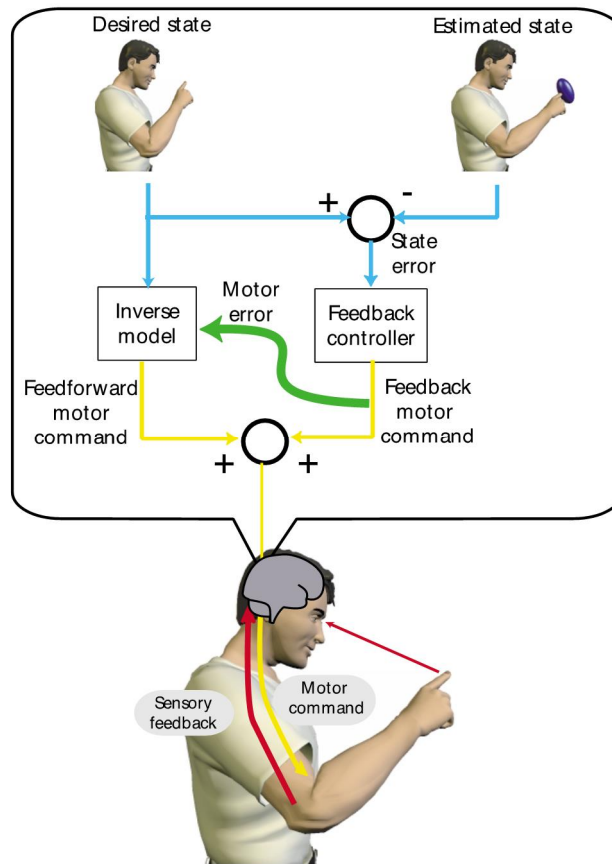 Desired state
Estimated state
+
-
State
error
Inverse
model
Motor
error
Feedback
controller
Feedforward
motor
command
Feedback
motor
command
+
+
Sensory
feedback
Motor
command